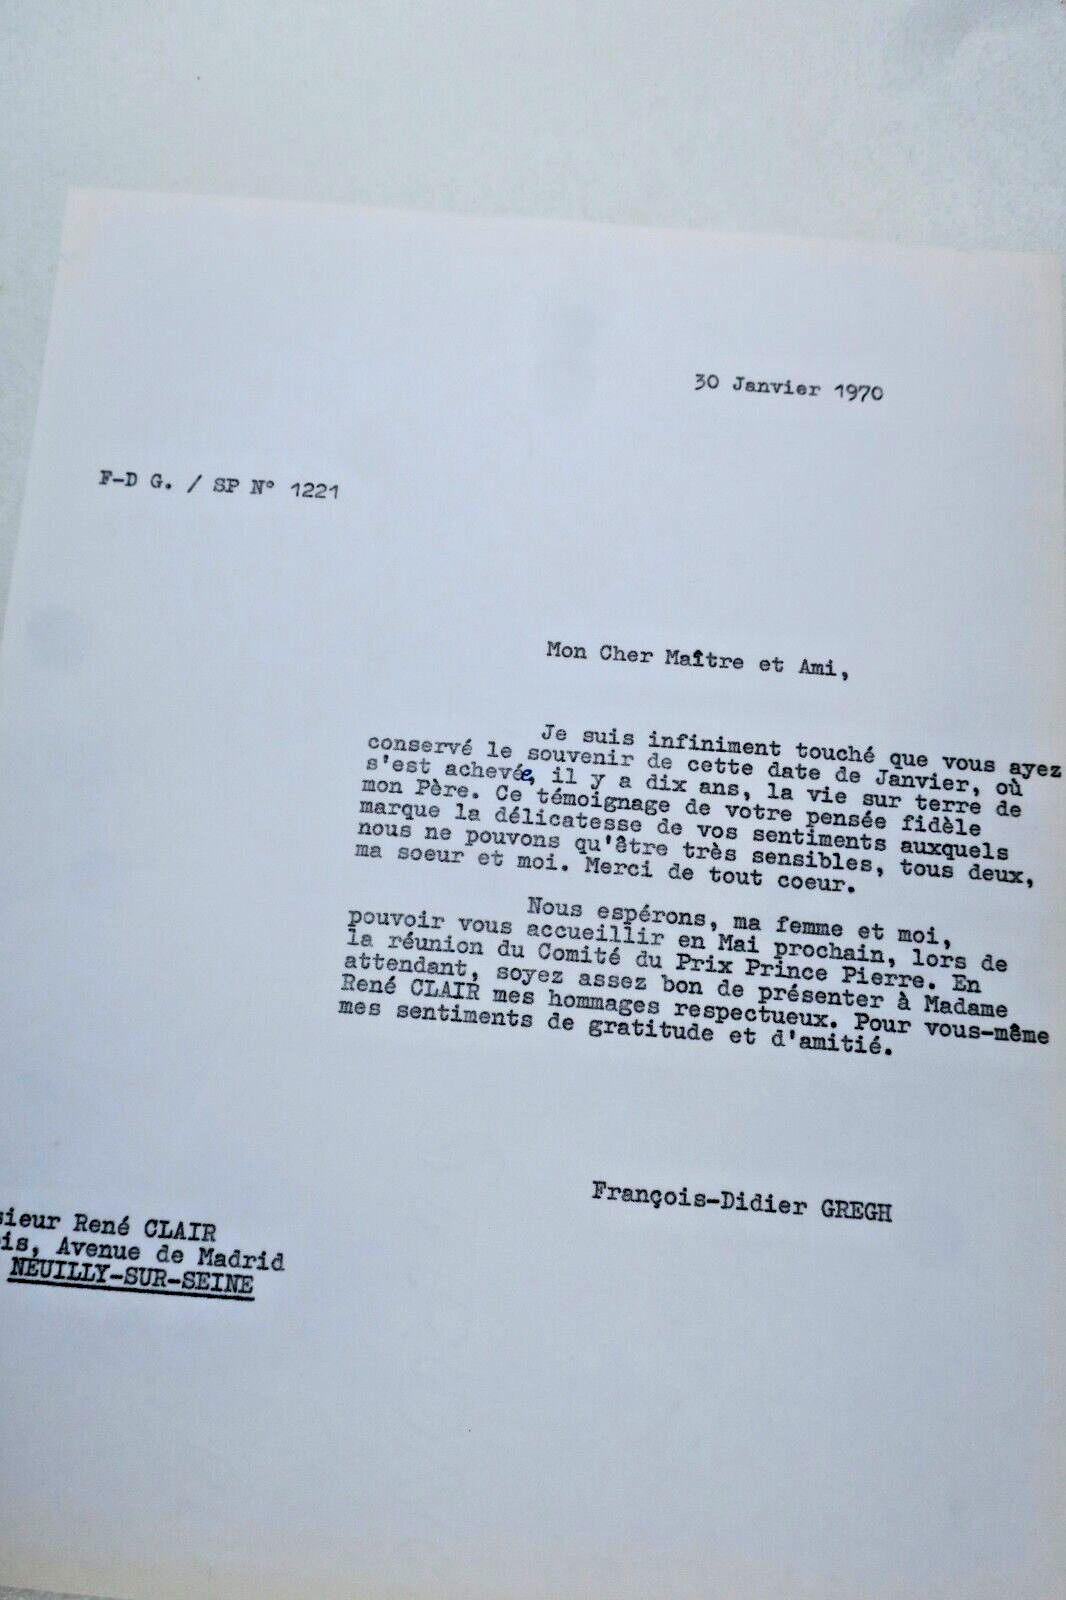 30 Janvier 1970
F-D G. / SP N° 1221
Mon Cher Maître et Ami,
Je suis infiniment touché que vous ayez
conservé le souvenir de cette date de Janvier, où
s'est achevée, il y a dix ans, la vie sur terre de
mon Père. Ce témoignage de votre pensée fidèle
marque la délicatesse de vos sentiments auxquels
nous ne pouvons qu'être très sensibles, tous deux,
ma soeur et moi. Merci de tout coeur.
Nous espérons, ma femme et moi,
pouvoir vous accueillir en Mai prochain, lors de
la réunion du Comité du Prix Prince Pierre. En
attendant, soyez assez bon de présenter à Madame
René CLAIR mes hommages respectueux. Pour vous-même
mes sentiments de gratitude et d'amitié.
François-Didier GREGH
sieur René CLAIR
is, Avenue de Madrid
NEUILLY-SUR-SEINE